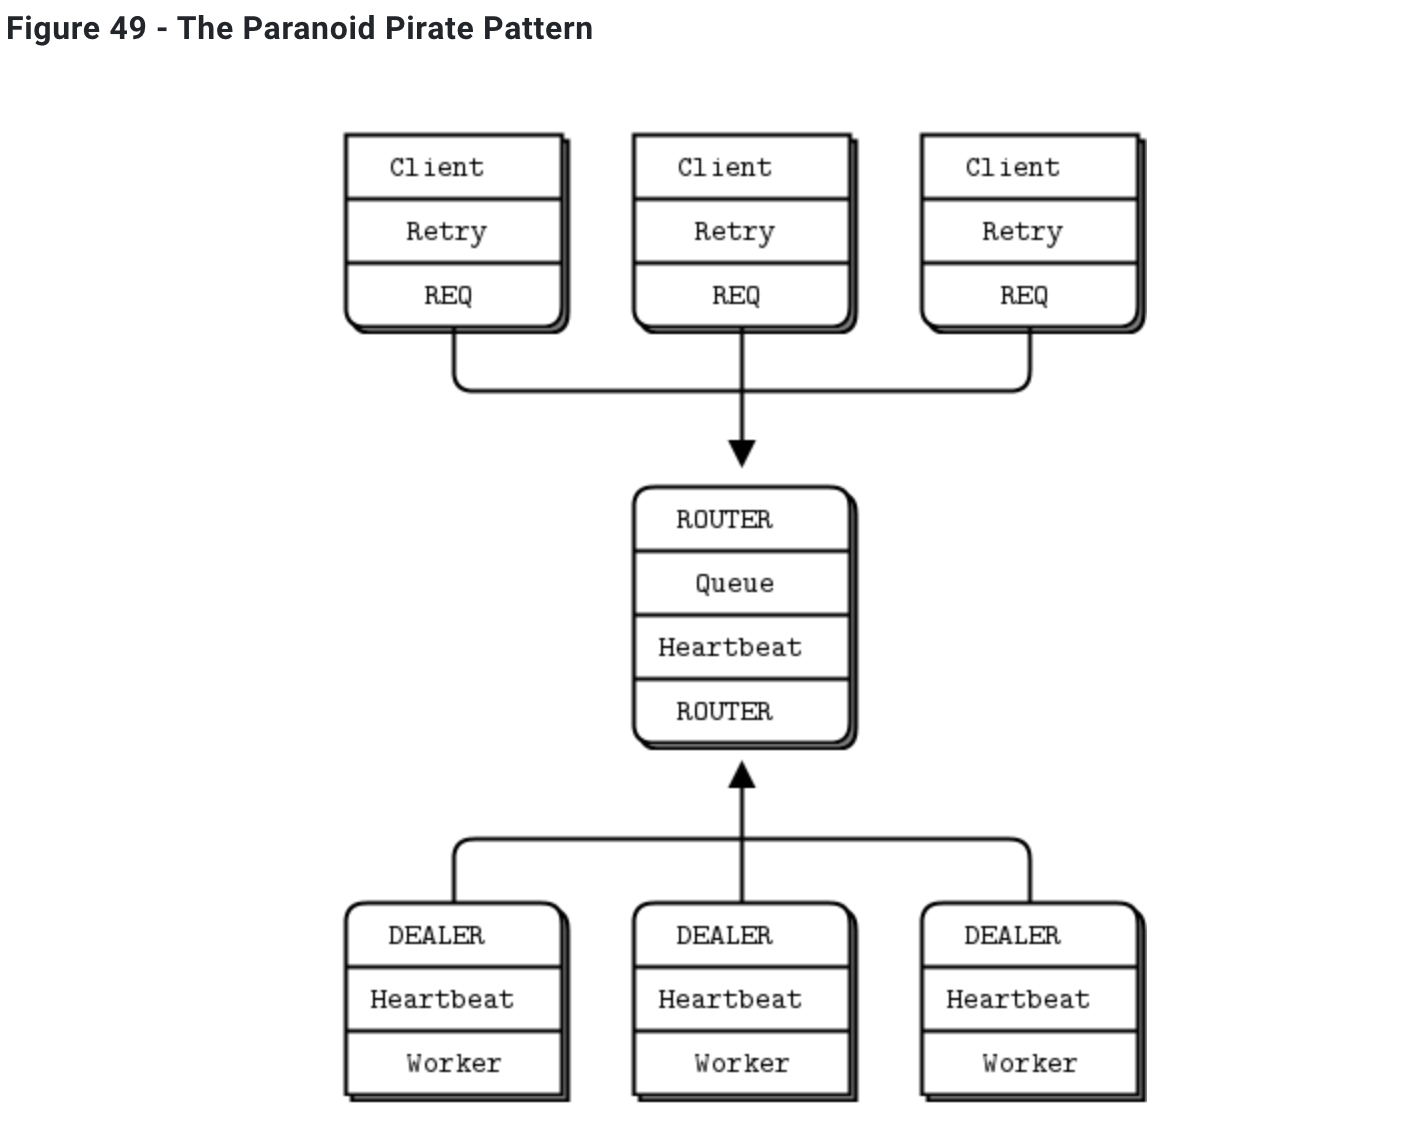 Figure 49 - The Paranoid Pirate Pattern
Client Client Client
Retry Retry Retry
REQ REQ REQ
ROUTER
Queue
Heartbeat
ROUTER
DEALER DEALER DEALER
Heartbeat Heartbeat Heartbeat
Worker Worker Worker